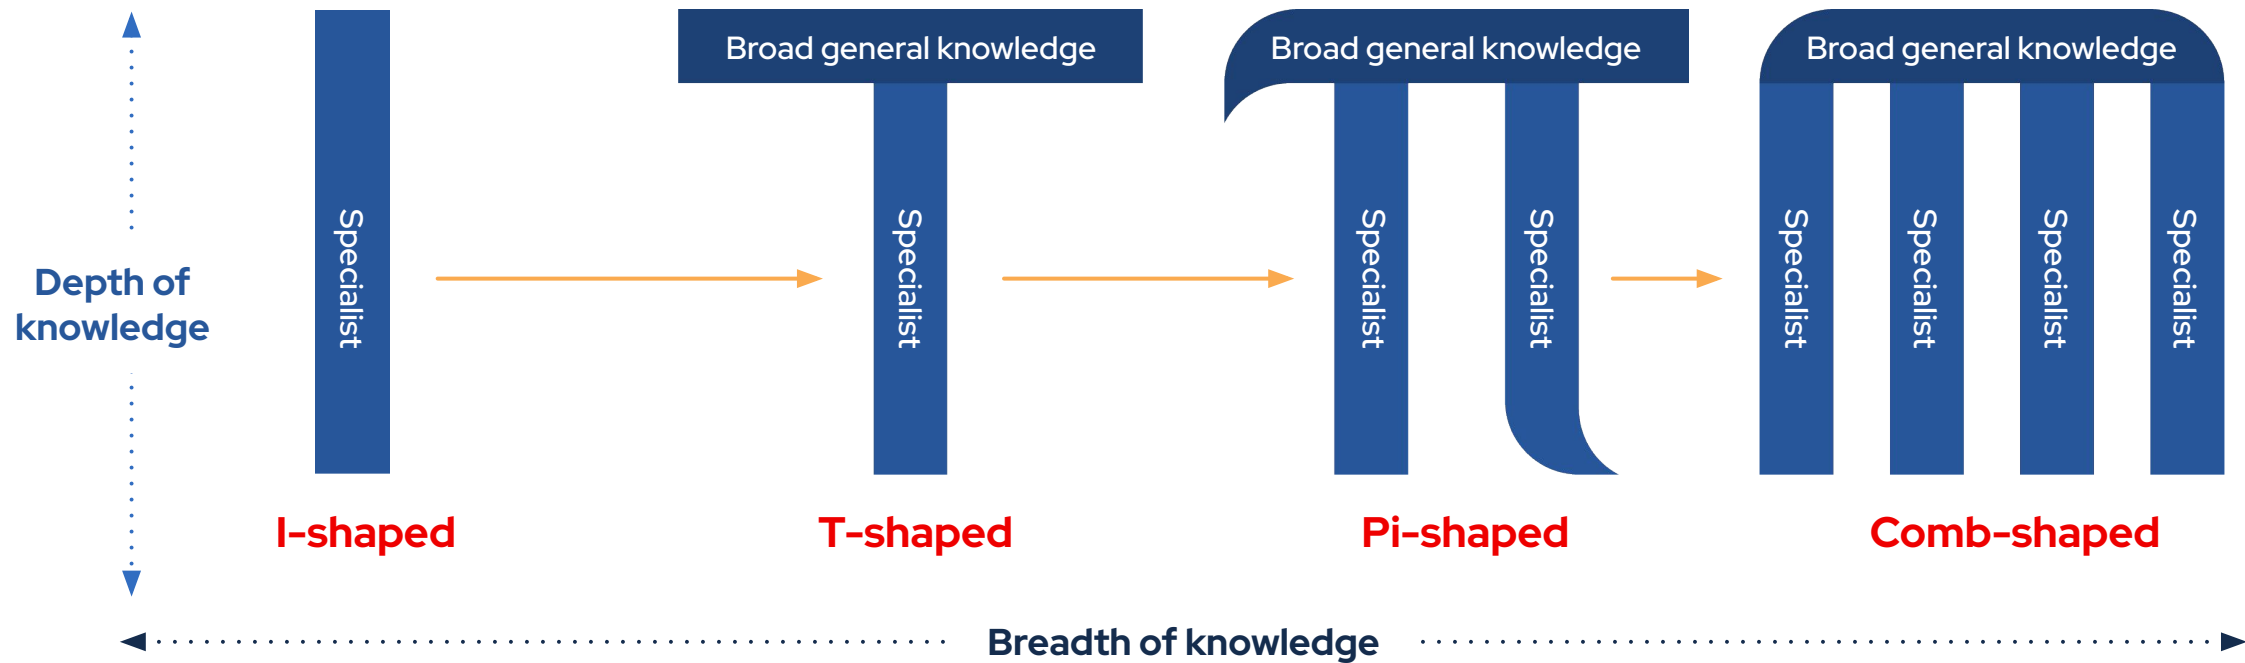 Broad general knowledge
Broad general knowledge
Broad general knowledge
Depth of
knowledge
Specialist
Specialist
Specialist
Specialist
Specialist
Specialist
Specialist
Specialist
I-shaped
T-shaped
Pi-shaped
Comb-shaped
Breadth of knowledge